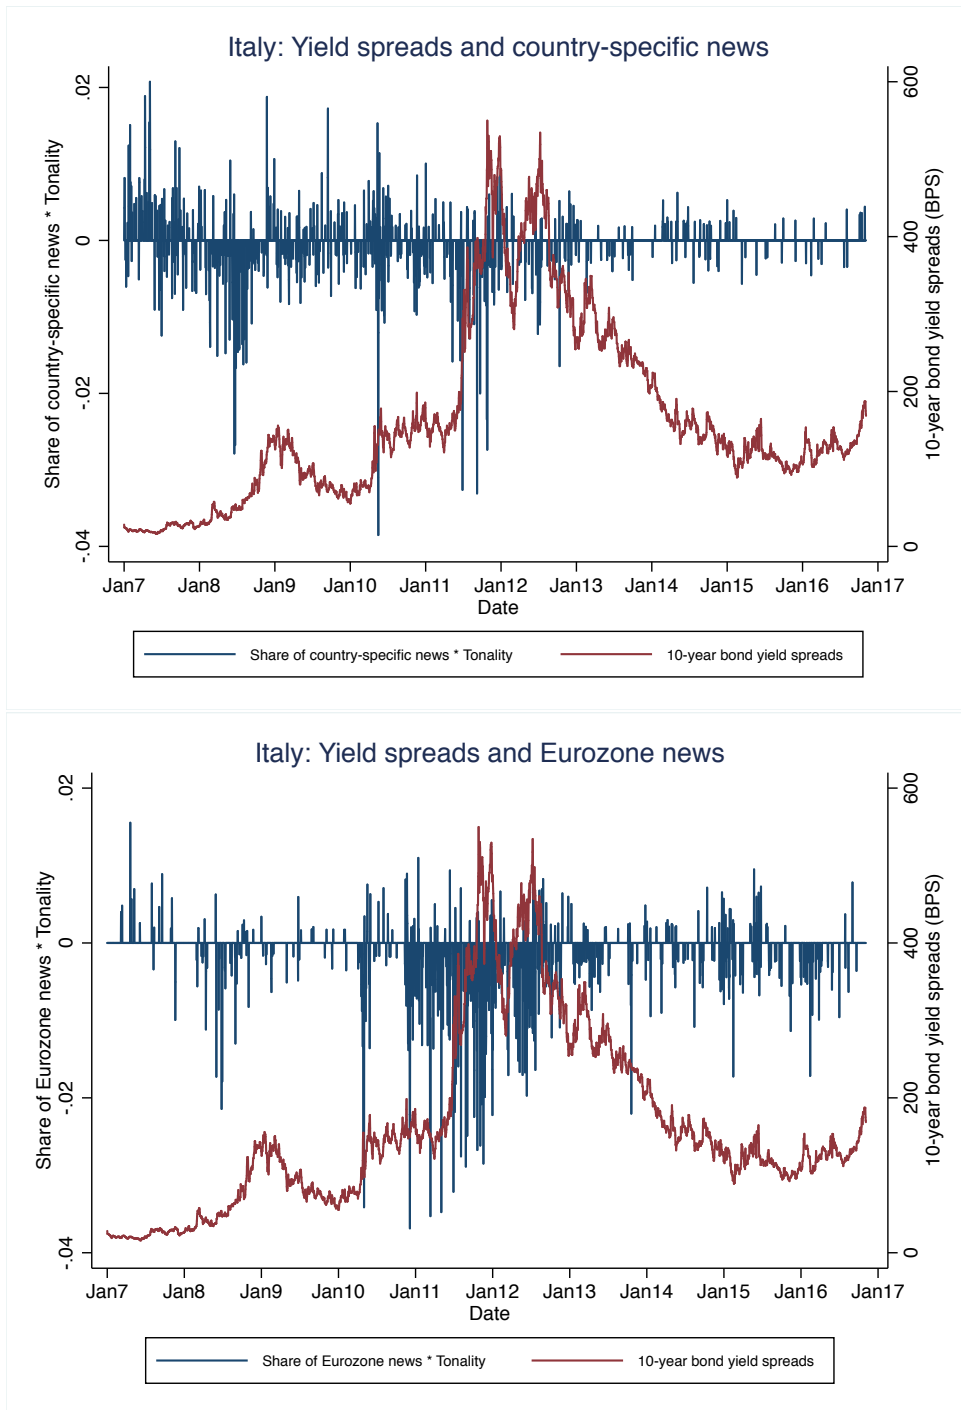 Italy: Yield spreads and country-specific news
Share of country-specific news * Tonality
.02
0
-.02
-.04
600
400
200
0
10-year bond yield spreads (BPS)
Jan7 Jan8 Jan9 Jan10 Jan11 Jan12 Jan13 Jan14 Jan15 Jan16 Jan17
Date
Share of country-specific news * Tonality 10-year bond yield spreads
Italy: Yield spreads and Eurozone news
Share of Eurozone news * Tonality
.02
0
-.02
-.04
600
400
200
0
10-year bond yield spreads (BPS)
Jan7 Jan8 Jan9 Jan10 Jan11 Jan12 Jan13 Jan14 Jan15 Jan16 Jan17
Date
Share of Eurozone news * Tonality 10-year bond yield spreads